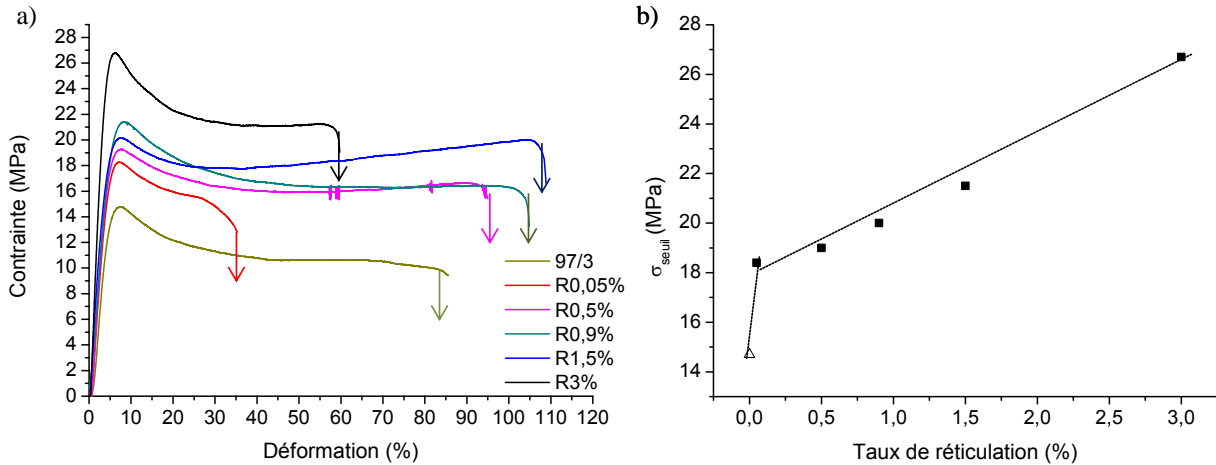 a)
28
26
24
22
20
18
16
14
12
10
8
6
4
2
0
Contrainte (MPa)
0 10 20 30 40 50 60 70 80 90 100 110 120
Déformation (%)
97/3
R0,05%
R0,5%
R0,9%
R1,5%
R3%
b)
28
26
24
22
20
18
16
14
σseuil (MPa)
0,0 0,5 1,0 1,5 2,0 2,5 3,0
Taux de réticulation (%)